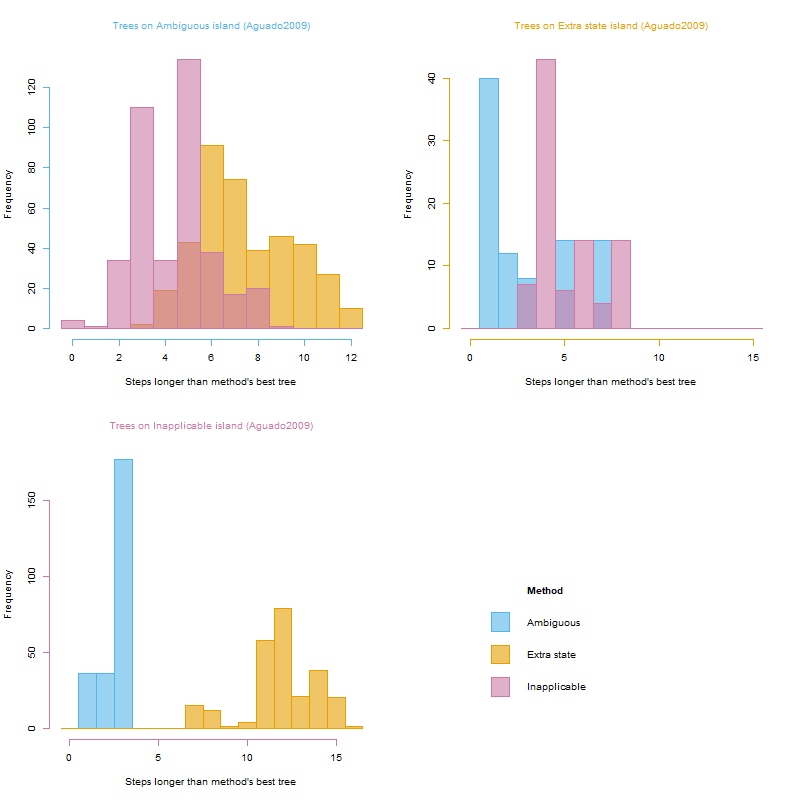 Trees on Ambiguous island (Aguado2009)
Frequency
0 20 40 60 80 100 120
0 2 4 6 8 10 12
Steps longer than method's best tree
Trees on Extra state island (Aguado2009)
Frequency
0 10 20 30 40
0 5 10 15
Steps longer than method's best tree
Trees on Inapplicable island (Aguado2009)
Frequency
0 50 100 150
0 5 10 15
Steps longer than method's best tree
Method
Ambiguous
Extra state
Inapplicable